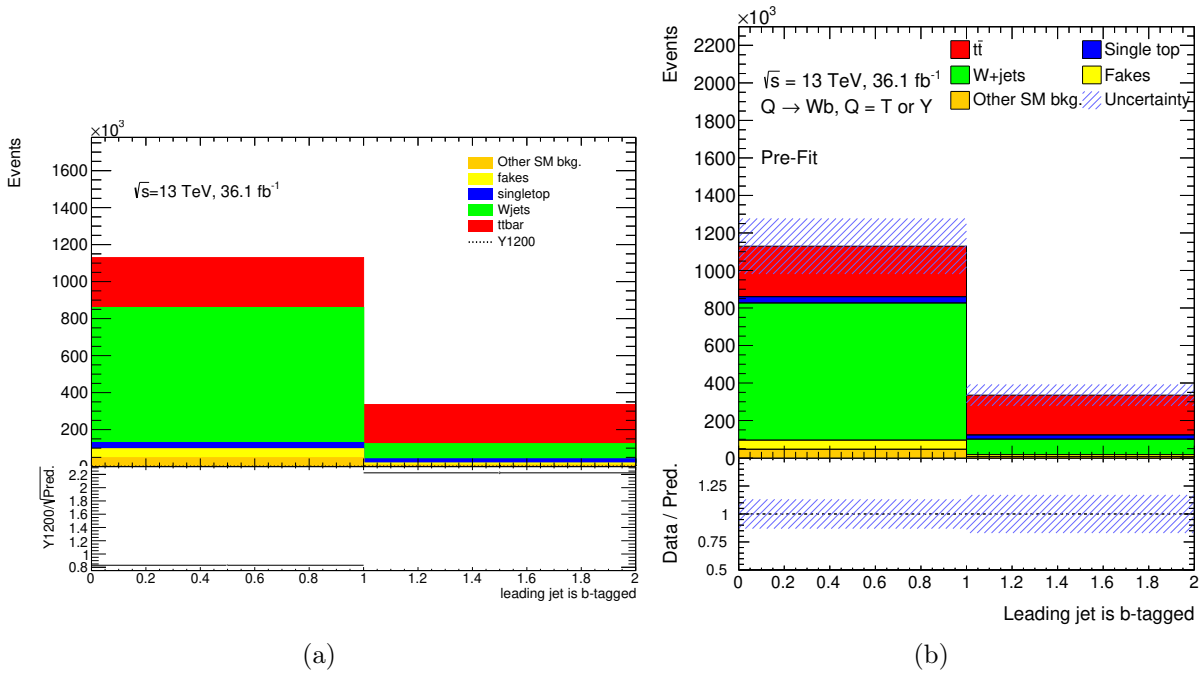 ×10³
Events
1600
1400
1200
1000
800
600
400
200
0
√s=13 TeV, 36.1 fb⁻¹
Other SM bkg.
fakes
singletop
Wjets
ttbar
Y1200
Y1200/√Pred.
2.2
2
1.8
1.6
1.4
1.2
1
0.8
0 0.2 0.4 0.6 0.8 1 1.2 1.4 1.6 1.8 2
leading jet is b-tagged
(a)
×10³
Events
2200
2000
1800
1600
1400
1200
1000
800
600
400
200
0
tt̄ Single top
W+jets Fakes
Other SM bkg. Uncertainty
√s = 13 TeV, 36.1 fb⁻¹
Q → Wb, Q = T or Y
Pre-Fit
Data / Pred.
1.25
1
0.75
0.5
0 0.2 0.4 0.6 0.8 1 1.2 1.4 1.6 1.8 2
Leading jet is b-tagged
(b)